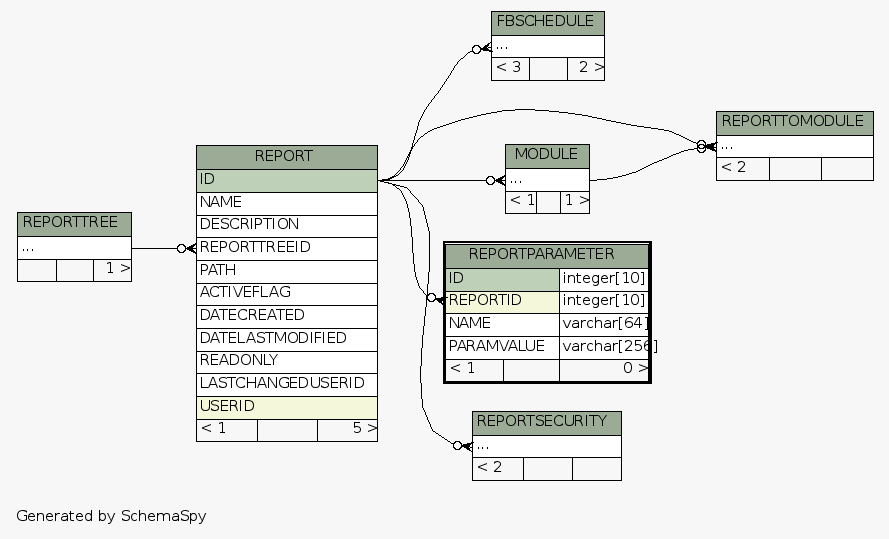 FBSCHEDULE
...
< 3 2 >
REPORTTOMODULE
...
< 2
MODULE
...
< 1 1 >
REPORT
ID
NAME
DESCRIPTION
REPORTTREEID
PATH
ACTIVEFLAG
DATECREATED
DATELASTMODIFIED
READONLY
LASTCHANGEDUSERID
USERID
< 1 5 >
REPORTTREE
...
1 >
REPORTPARAMETER
ID integer[10]
REPORTID integer[10]
NAME varchar[64]
PARAMVALUE varchar[256]
< 1 0 >
REPORTSECURITY
...
< 2
Generated by SchemaSpy